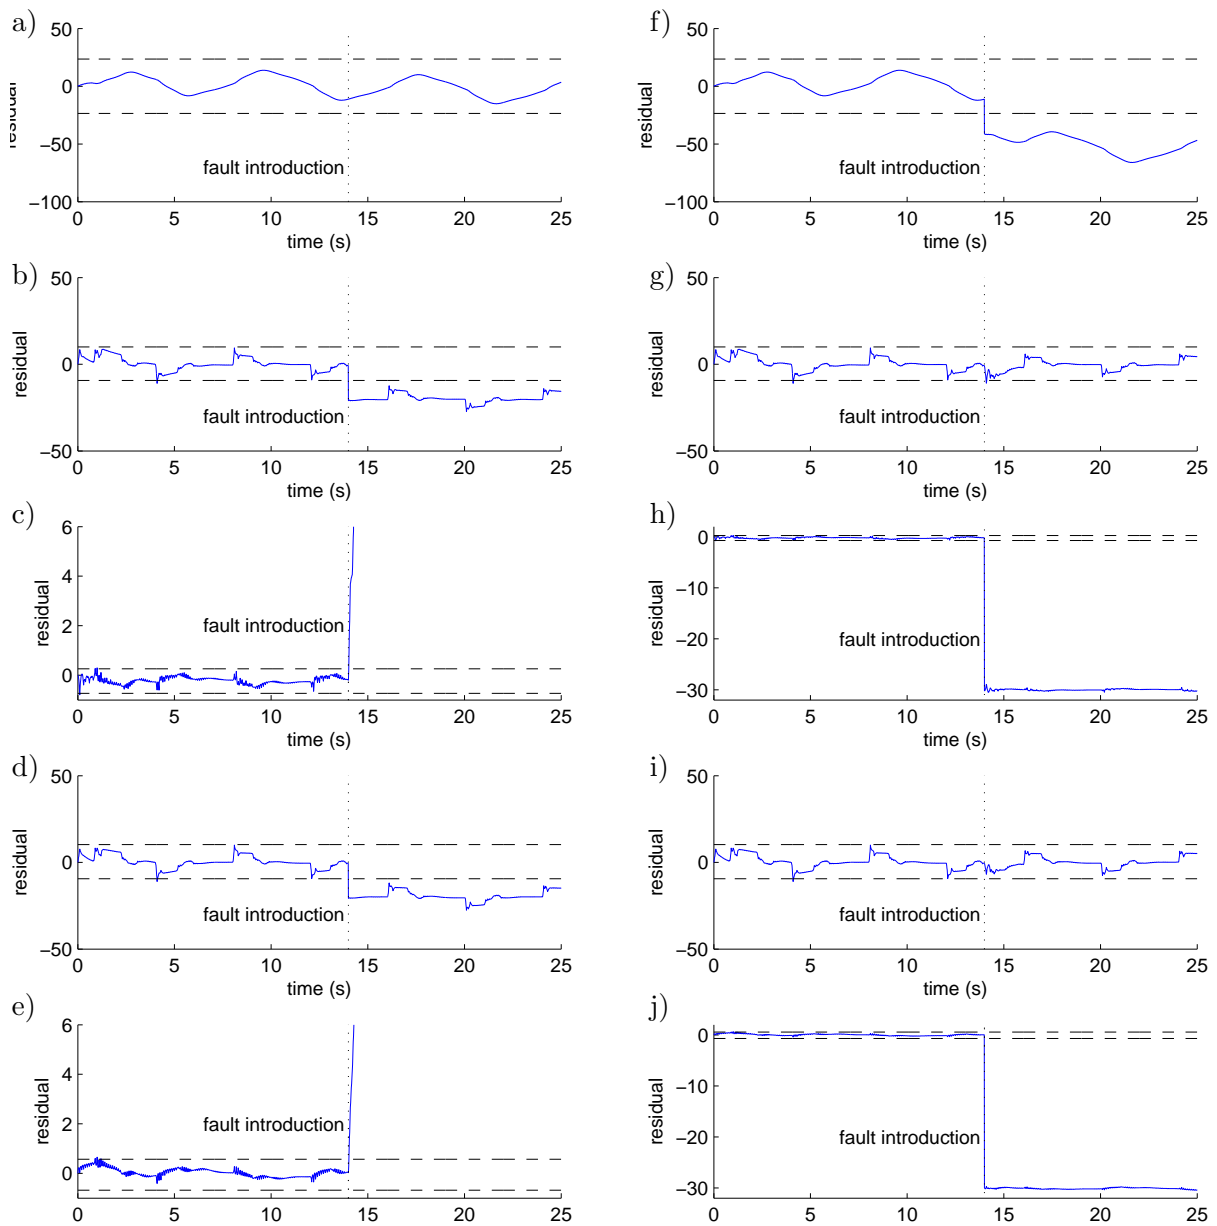 a)
50
0
−50
−100
residual
fault introduction
0 5 10 15 20 25
time (s)
b)
50
0
−50
residual
fault introduction
0 5 10 15 20 25
time (s)
c)
6
4
2
0
residual
fault introduction
0 5 10 15 20 25
time (s)
d)
50
0
−50
residual
fault introduction
0 5 10 15 20 25
time (s)
e)
6
4
2
0
residual
fault introduction
0 5 10 15 20 25
f)
50
0
−50
−100
residual
fault introduction
0 5 10 15 20 25
time (s)
g)
50
0
−50
residual
fault introduction
0 5 10 15 20 25
time (s)
h)
0
−10
−20
−30
residual
fault introduction
0 5 10 15 20 25
time (s)
i)
50
0
−50
residual
fault introduction
0 5 10 15 20 25
time (s)
j)
0
−10
−20
−30
residual
fault introduction
0 5 10 15 20 25